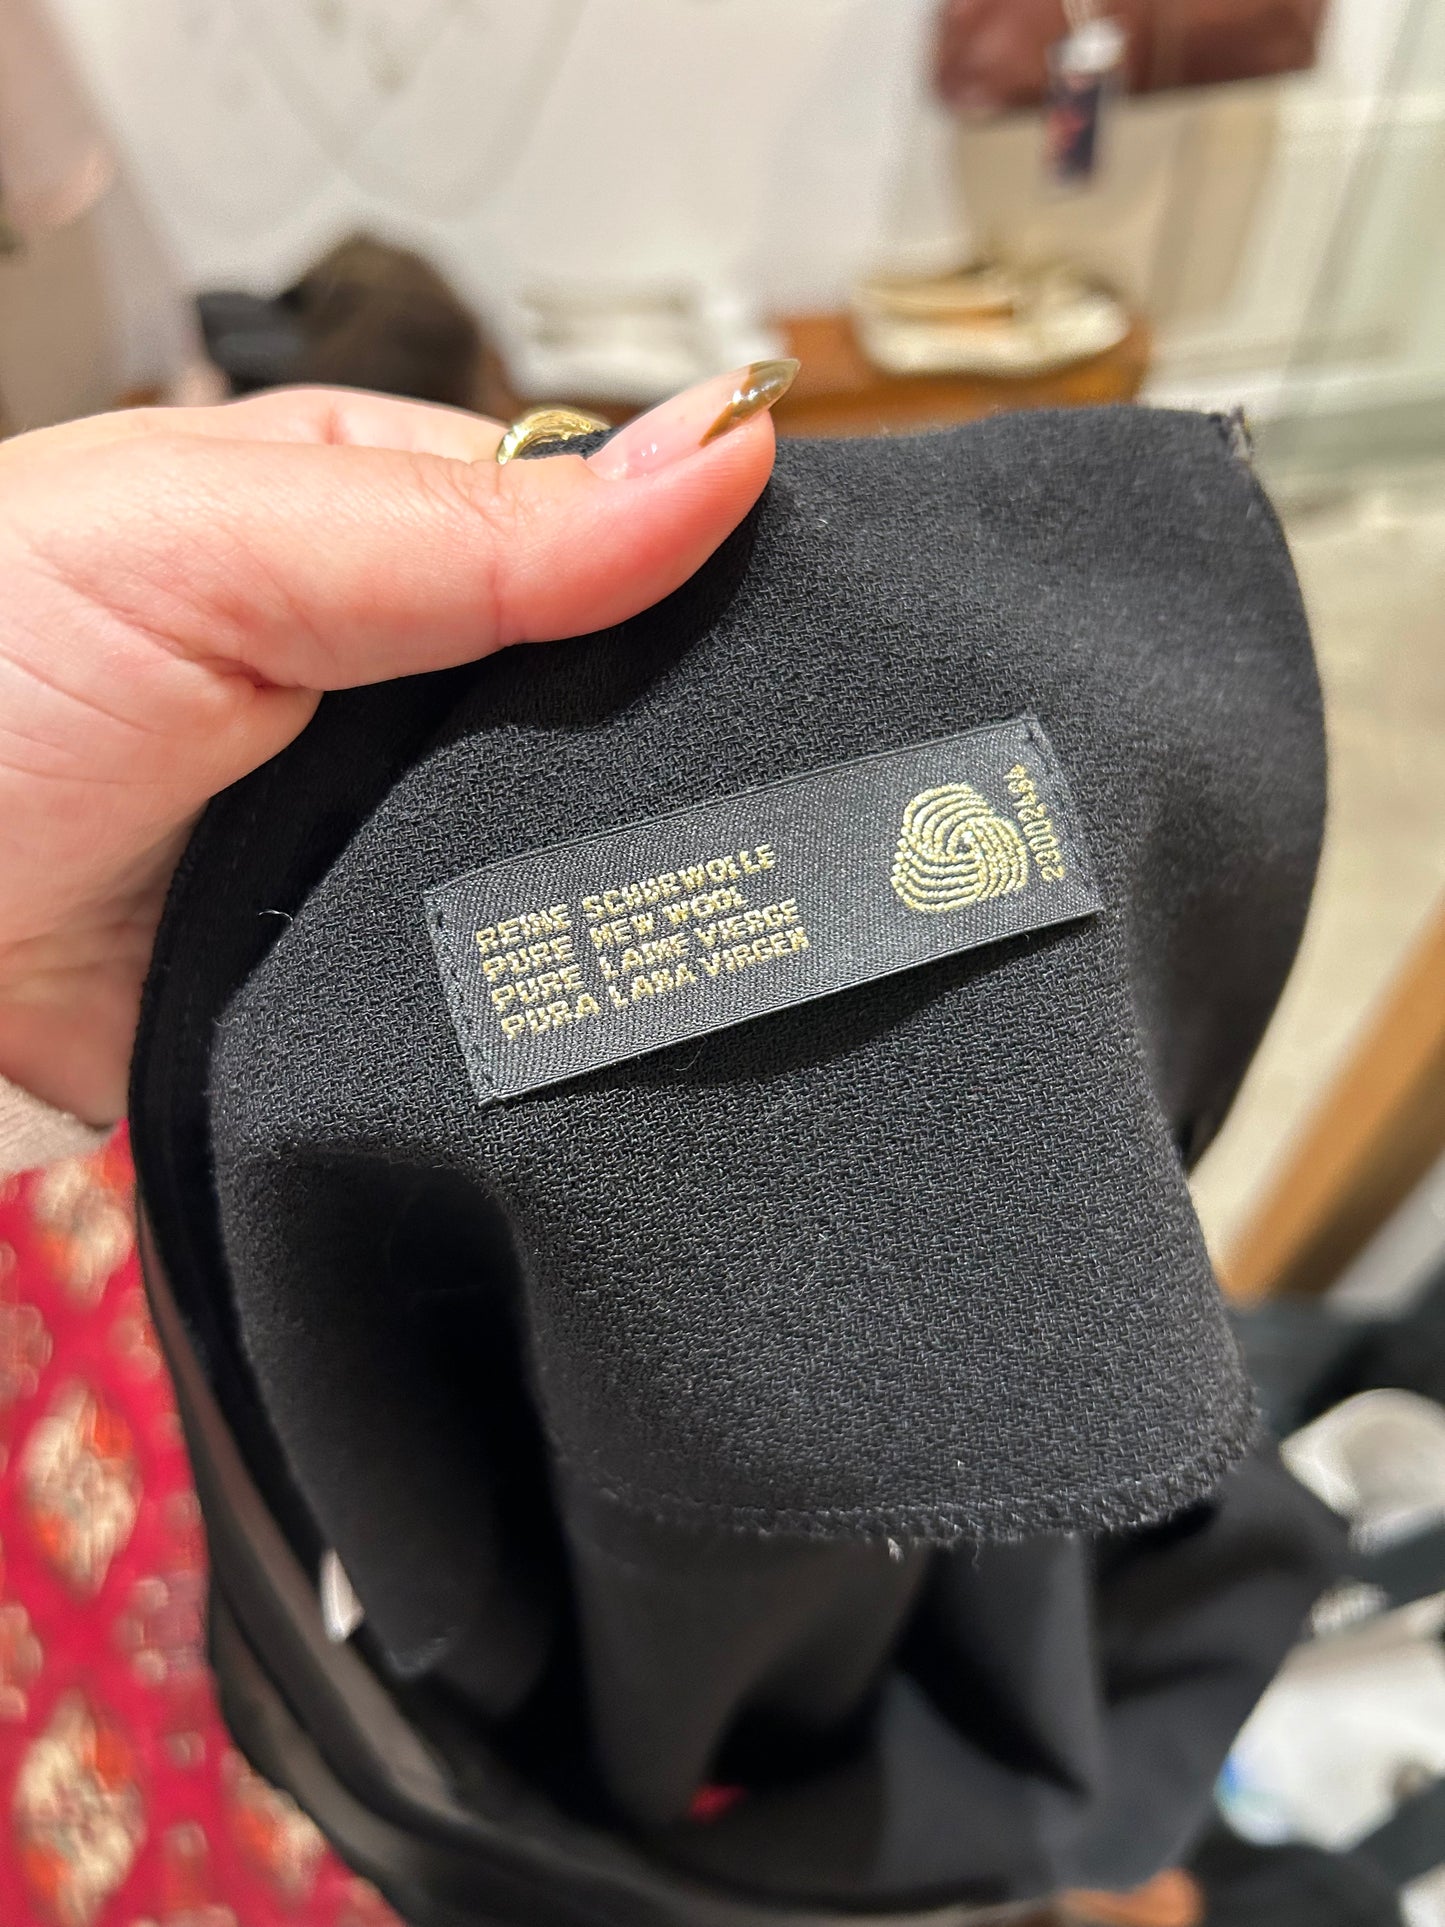 REINE SCHURWOLLE
PURE NEW WOOL
PURE LAINE VIERGE
PURA LANA VIRGEN